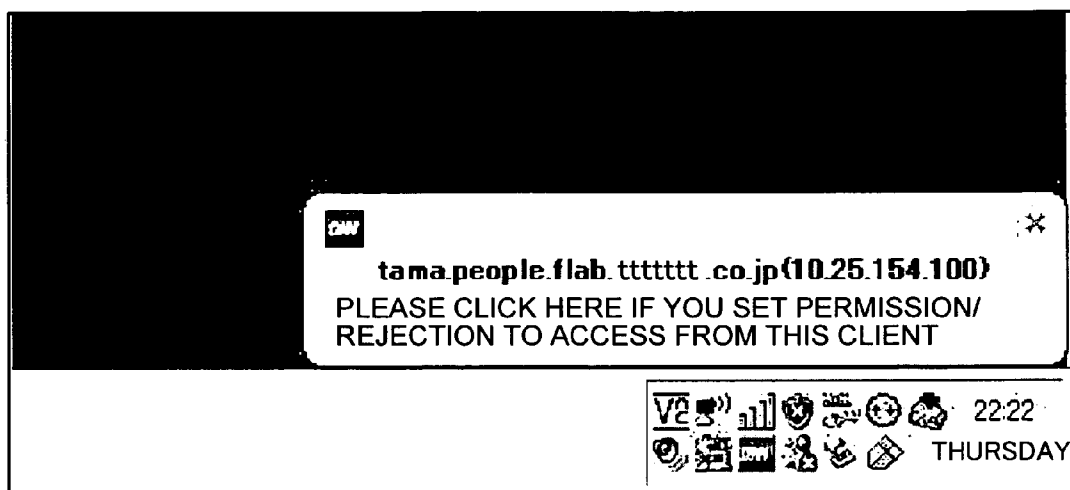 tama.people.flab.ttttttt.co.jp(10.25.154.100)
PLEASE CLICK HERE IF YOU SET PERMISSION/
REJECTION TO ACCESS FROM THIS CLIENT
22:22
THURSDAY